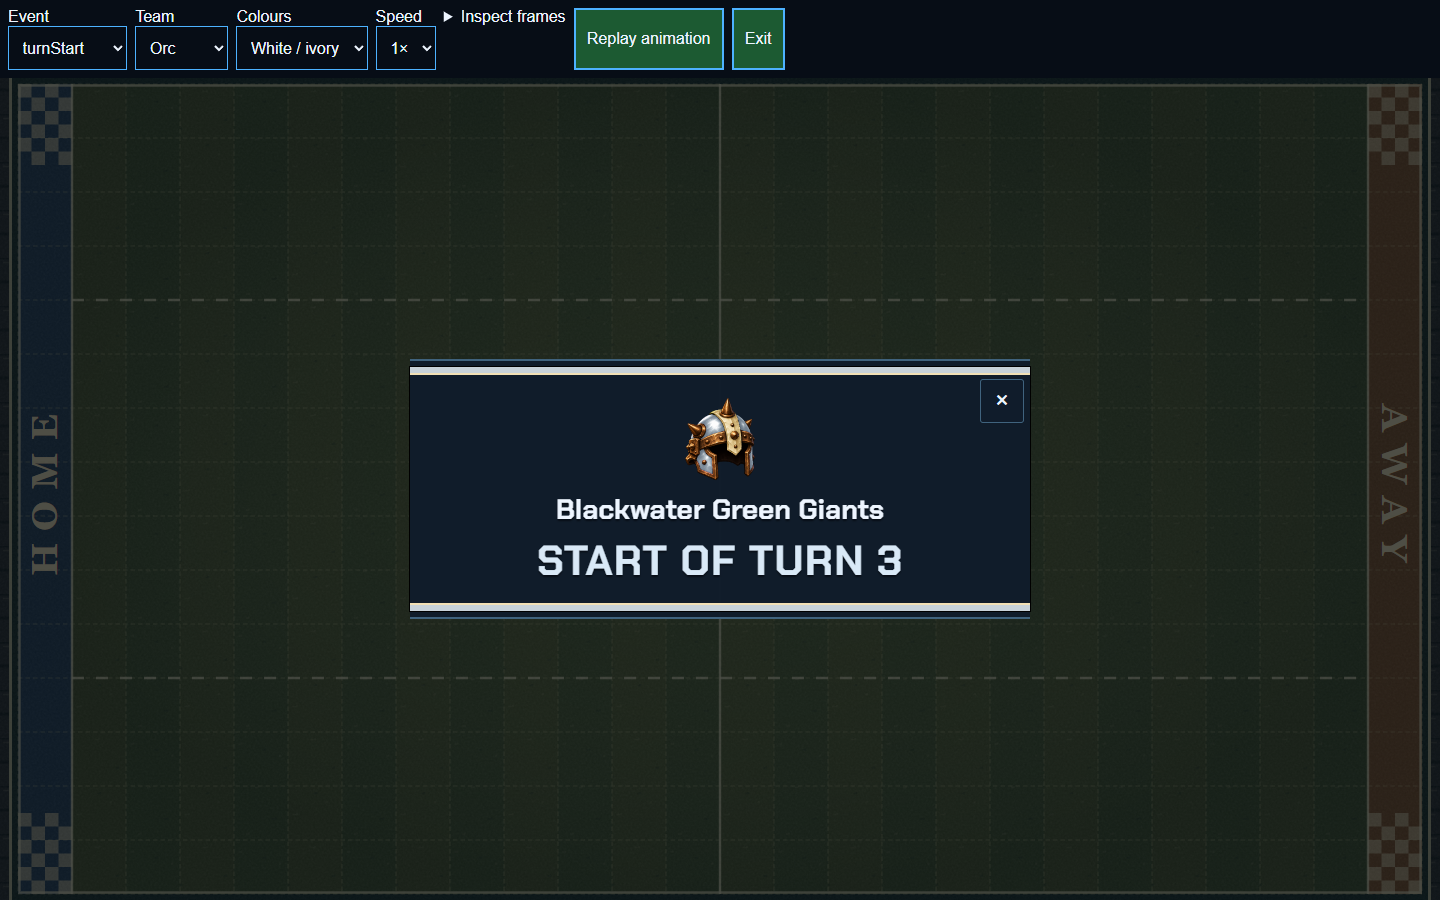 Event
Team
Colours
Speed
▶ Inspect frames
Replay animation
Exit
turnStart
Orc
White / ivory
1×
HOME
AWAY
×
Blackwater Green Giants
START OF TURN 3